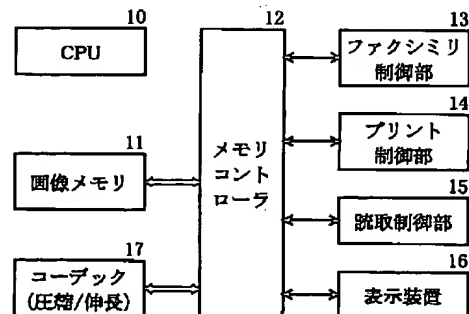 10
CPU
11
画像メモリ
17
コーデック
(圧縮/伸長)
12
メモリ
コント
ローラ
13
ファクシミリ
制御部
14
プリント
制御部
15
読取制御部
16
表示装置